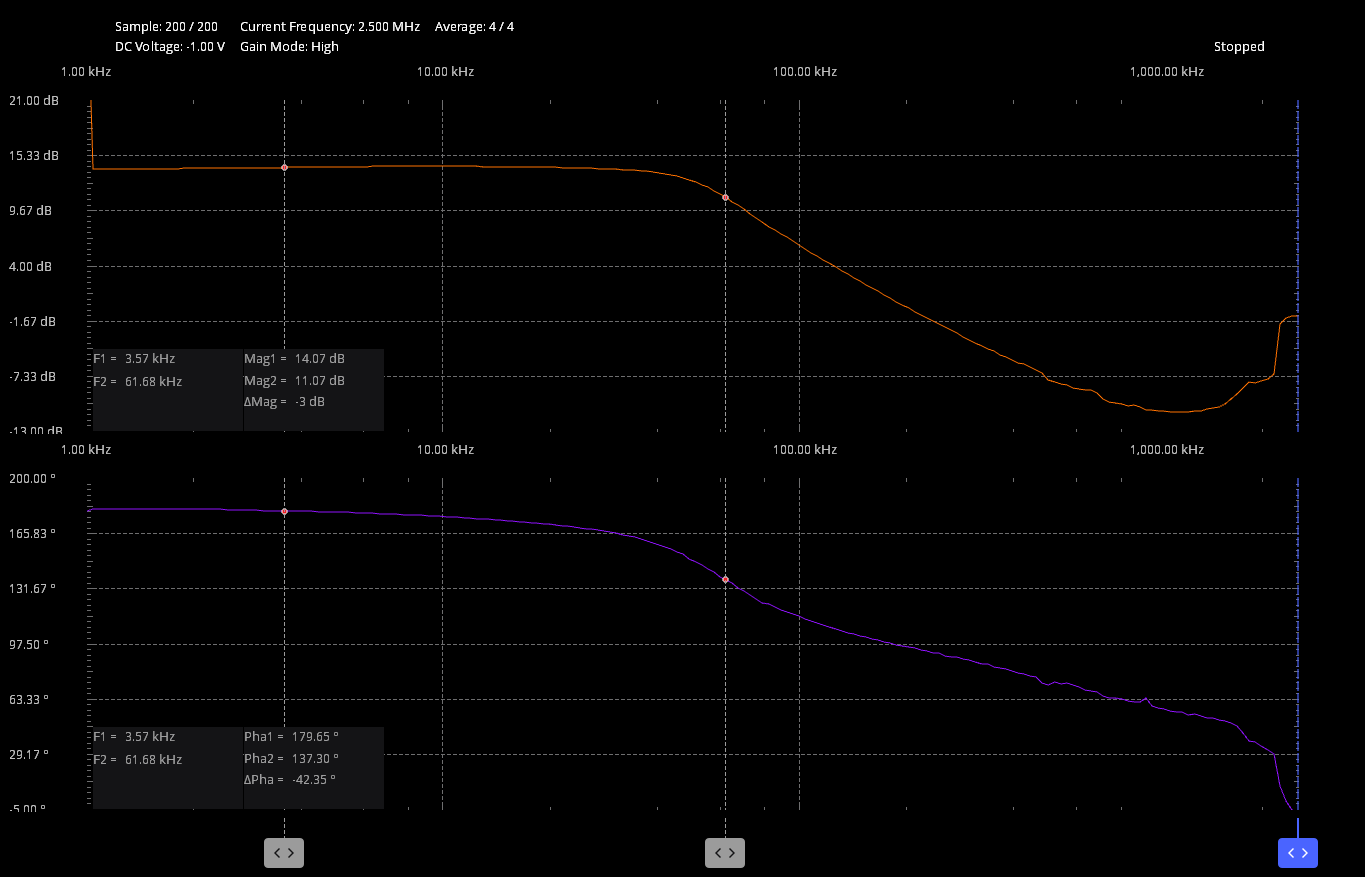 Sample: 200 / 200 Current Frequency: 2.500 MHz Average: 4 / 4
DC Voltage: -1.00 V Gain Mode: High
Stopped
1.00 kHz 10.00 kHz 100.00 kHz 1,000.00 kHz
21.00 dB
15.33 dB
9.67 dB
4.00 dB
-1.67 dB
F1 = 3.57 kHz Mag1 = 14.07 dB
-7.33 dB
F2 = 61.68 kHz Mag2 = 11.07 dB
ΔMag = -3 dB
-13.00 dB
1.00 kHz 10.00 kHz 100.00 kHz 1,000.00 kHz
200.00 °
165.83 °
131.67 °
97.50 °
63.33 °
F1 = 3.57 kHz Pha1 = 179.65 °
29.17 °
F2 = 61.68 kHz Pha2 = 137.30 °
ΔPha = -42.35 °
-5.00 °